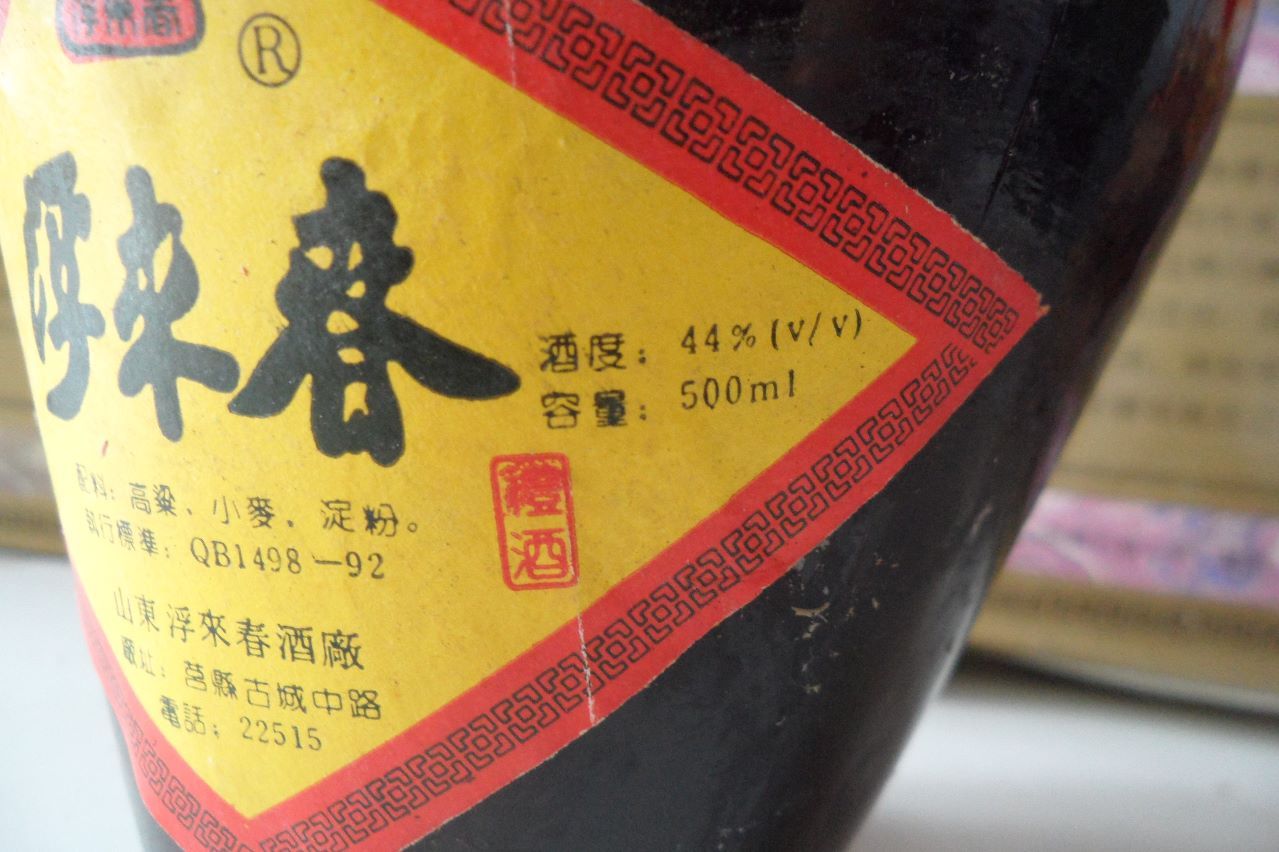 浮來春
®
浮來春
酒度：44%(v/v)
容量：500ml
配料：高粱、小麥、淀粉。
執行標準：QB1498—92
禮酒
山東浮來春酒廠
廠址：莒縣古城中路
電話：22515